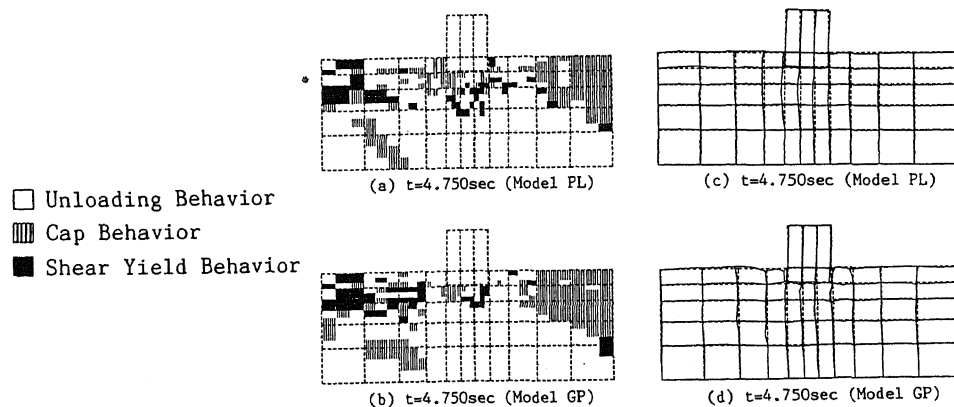 (a) t=4.750sec (Model PL)
(c) t=4.750sec (Model PL)
Unloading Behavior
Cap Behavior
Shear Yield Behavior
(b) t=4.750sec (Model GP)
(d) t=4.750sec (Model GP)